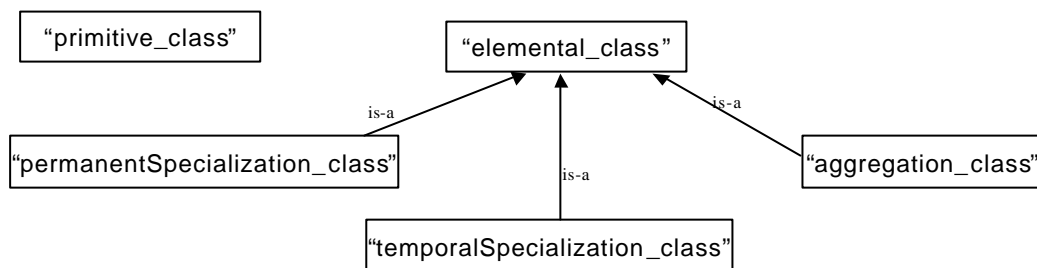 “primitive_class”
“elemental_class”
is-a
is-a
“permanentSpecialization_class”
“aggregation_class”
is-a
“temporalSpecialization_class”